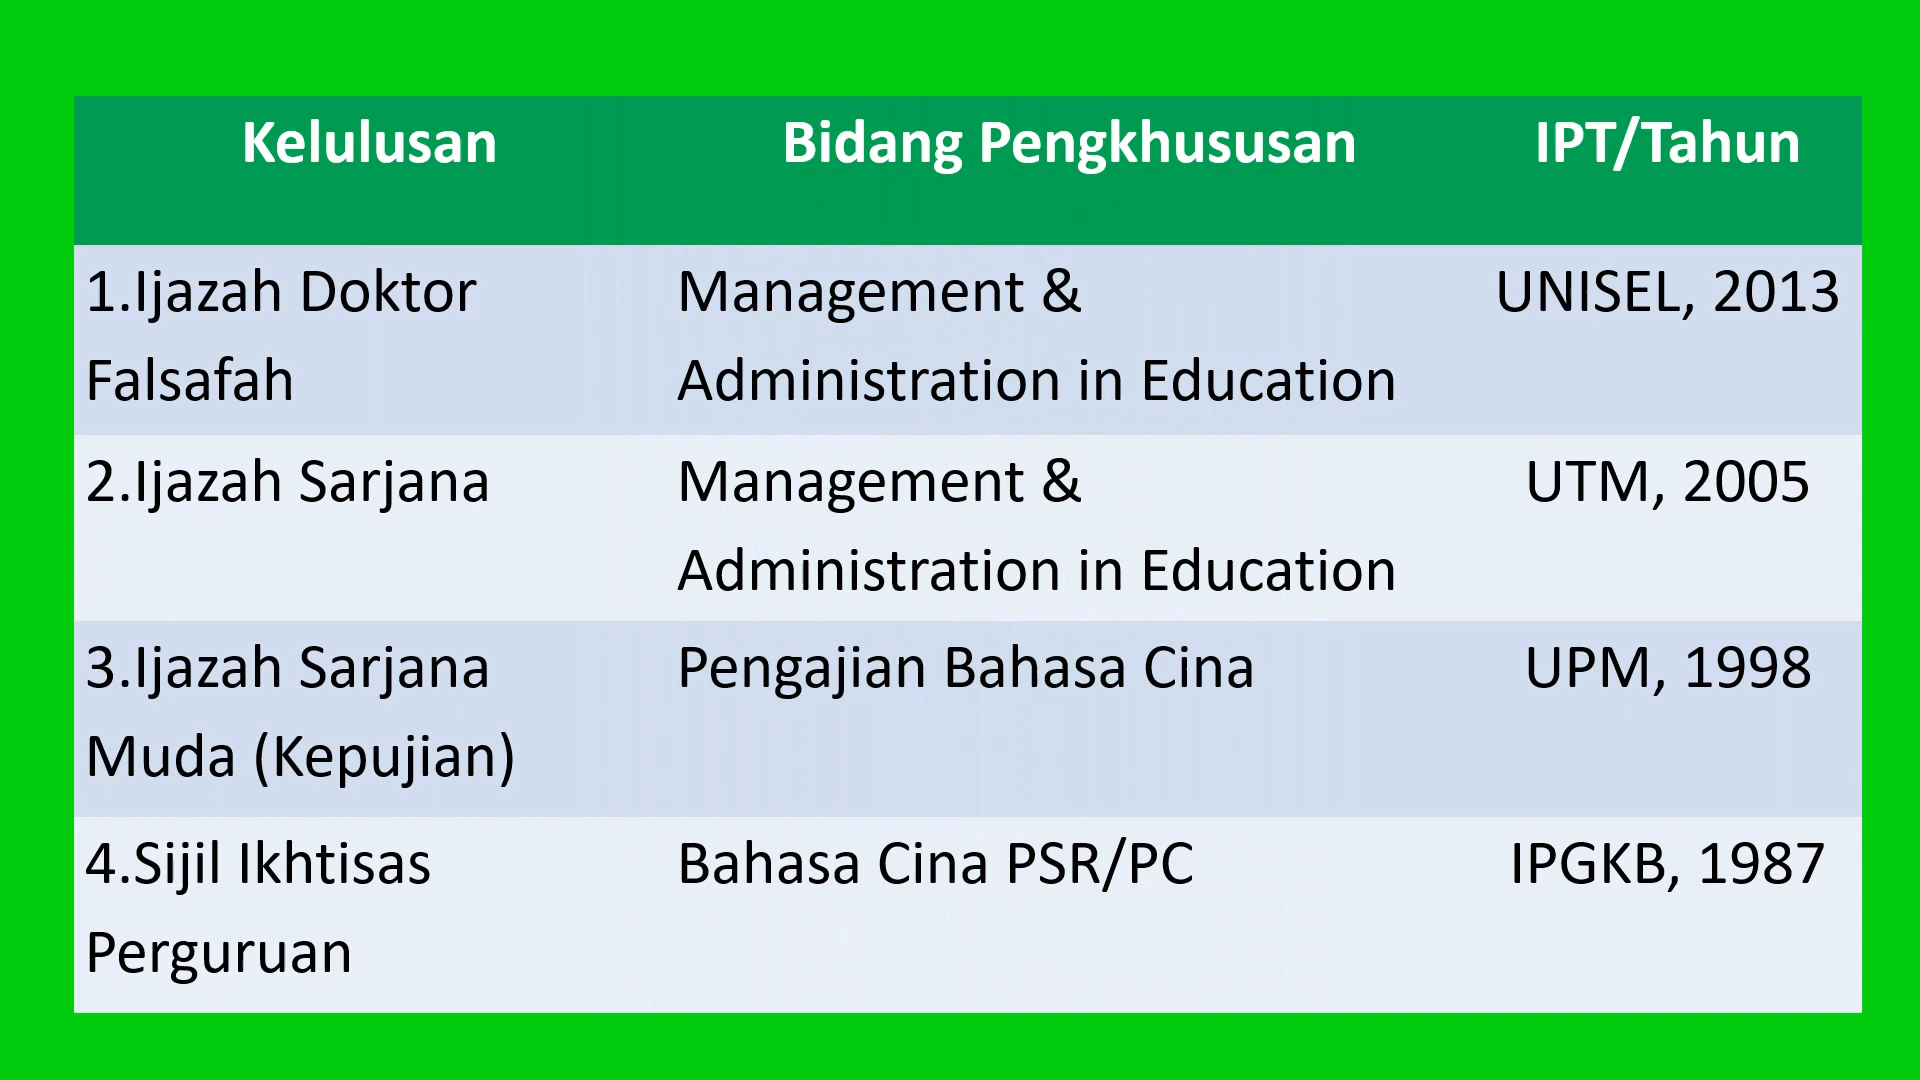 Kelulusan Bidang Pengkhususan IPT/Tahun
1.Ijazah Doktor Falsafah Management & Administration in Education UNISEL, 2013
2.Ijazah Sarjana Management & Administration in Education UTM, 2005
3.Ijazah Sarjana Muda (Kepujian) Pengajian Bahasa Cina UPM, 1998
4.Sijil Ikhtisas Perguruan Bahasa Cina PSR/PC IPGKB, 1987